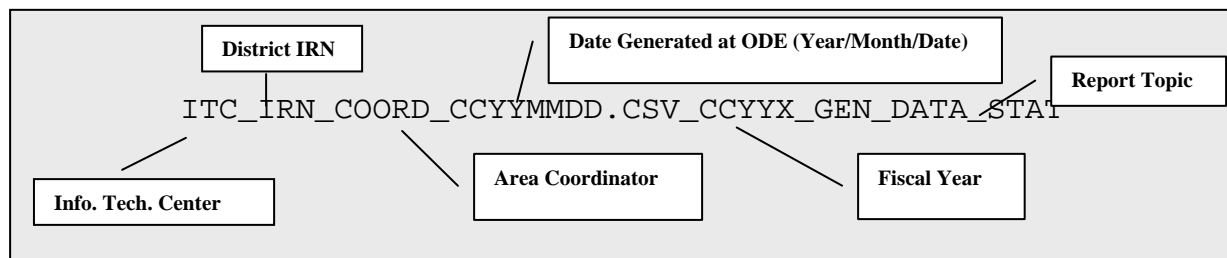 District IRN
Date Generated at ODE (Year/Month/Date)
Report Topic
ITC_IRN_COORD_CCYYMMDD.CSV_CCYYX_GEN_DATA_STAT
Info. Tech. Center
Area Coordinator
Fiscal Year